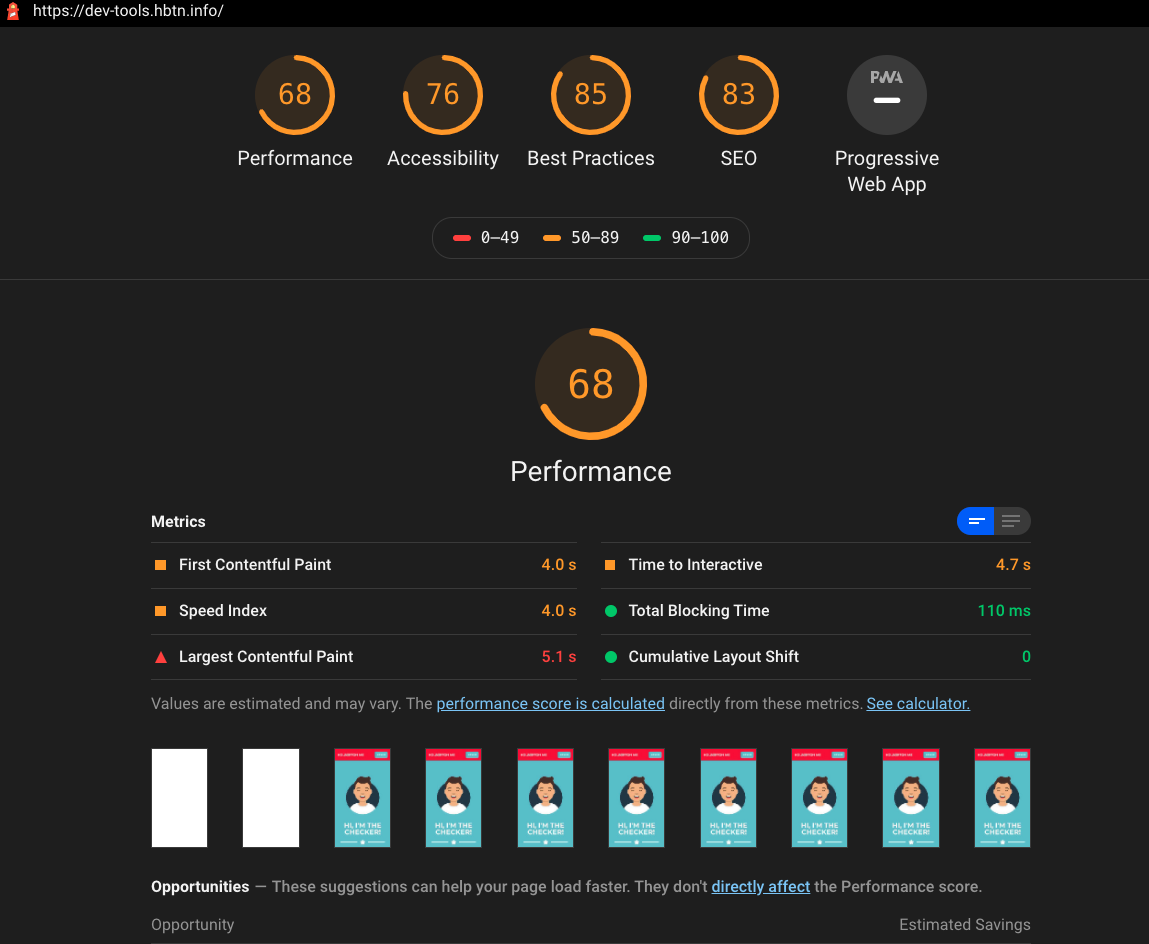 https://dev-tools.hbtn.info/
68
76
85
83
PWA
Performance
Accessibility
Best Practices
SEO
Progressive
Web App
0–49
50–89
90–100
68
Performance
Metrics
First Contentful Paint 4.0 s
Time to Interactive 4.7 s
Speed Index 4.0 s
Total Blocking Time 110 ms
Largest Contentful Paint 5.1 s
Cumulative Layout Shift 0
Values are estimated and may vary. The performance score is calculated directly from these metrics. See calculator.
HI, I'M THE
CHECKER!
HI, I'M THE
CHECKER!
HI, I'M THE
CHECKER!
HI, I'M THE
CHECKER!
HI, I'M THE
CHECKER!
HI, I'M THE
CHECKER!
HI, I'M THE
CHECKER!
HI, I'M THE
CHECKER!
Opportunities — These suggestions can help your page load faster. They don't directly affect the Performance score.
Opportunity Estimated Savings